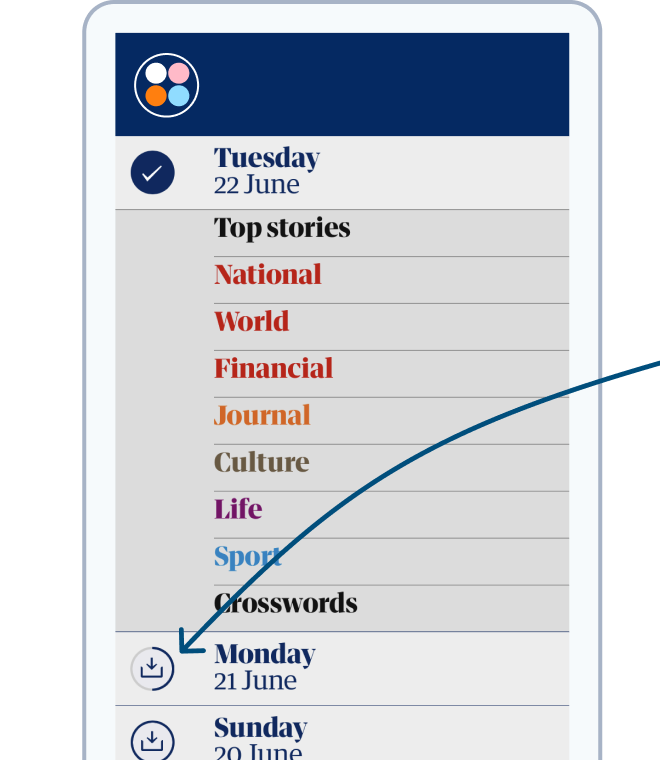 Tuesday
22 June
Top stories
National
World
Financial
Journal
Culture
Life
Sport
Crosswords
Monday
21 June
Sunday
20 June